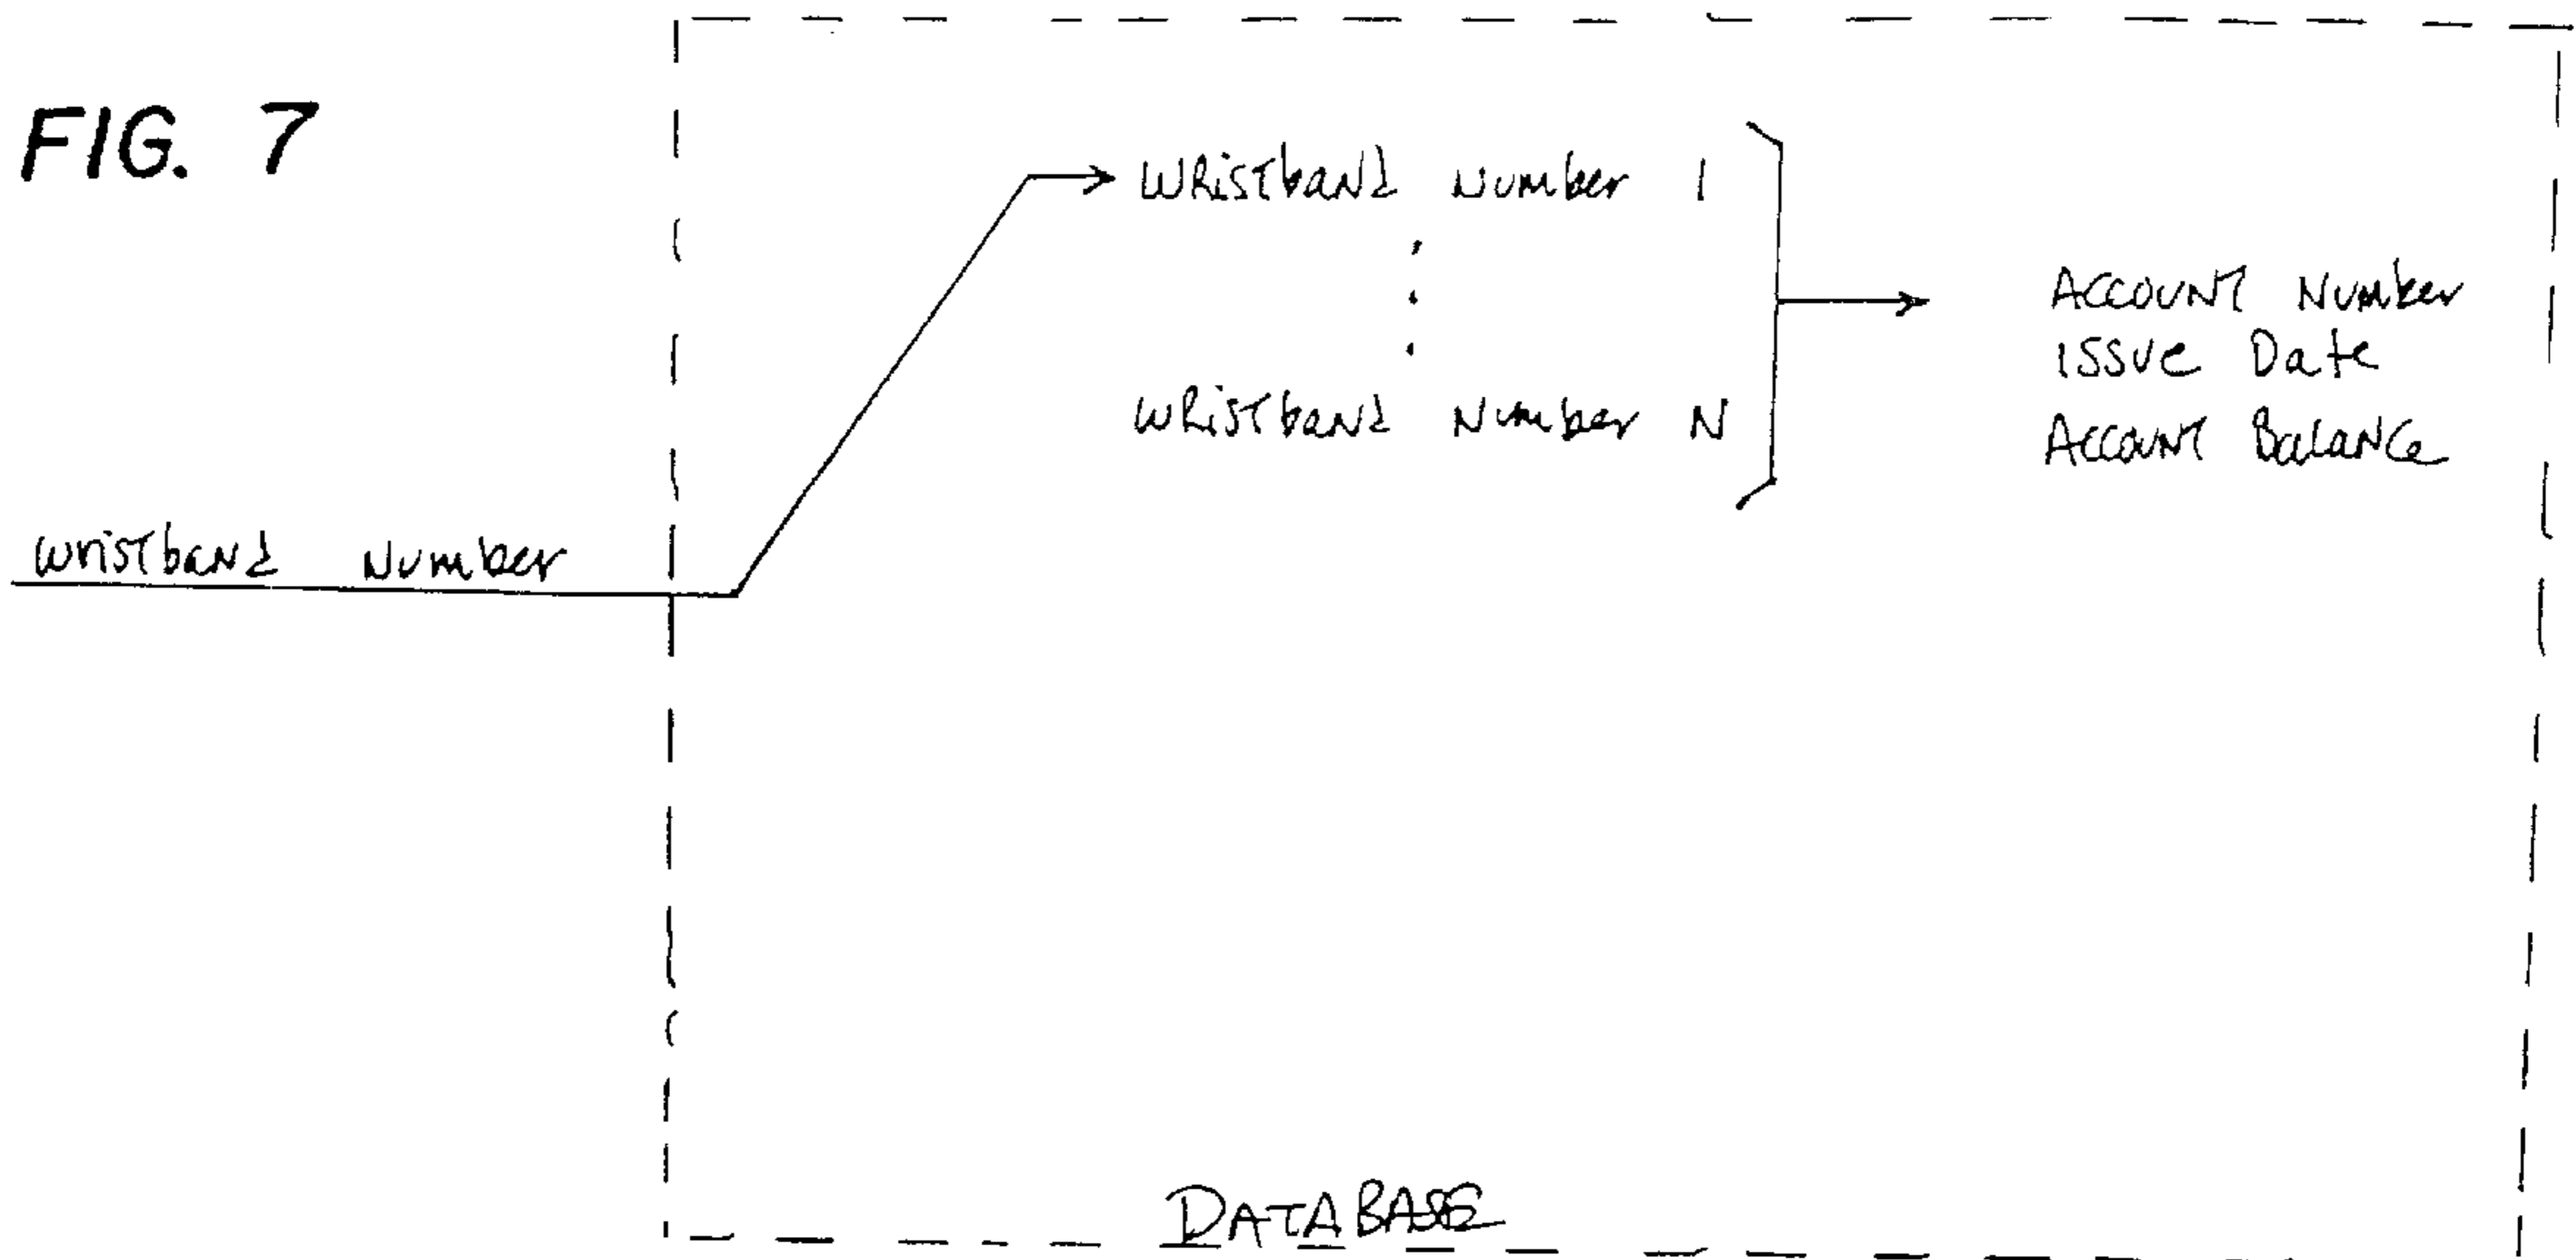 FIG. 7
WRistbaNd Number 1
WRistbaNd Number N
Account Number
Issue Date
Account Balance
wristbaNd Number
DATABASE